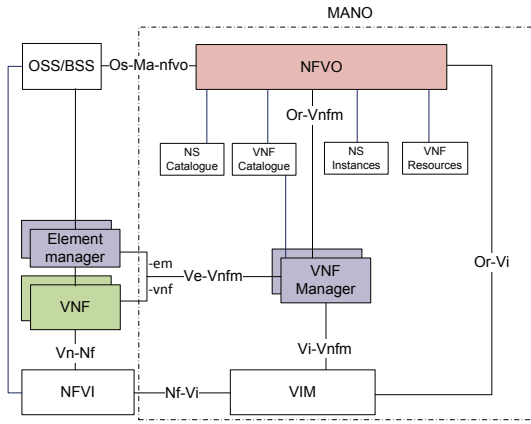 MANO
OSS/BSS
Os-Ma-nfvo
NFVO
Or-Vnfm
NS
Catalogue
VNF
Catalogue
NS
Instances
VNF
Resources
Element
manager
-em
Ve-Vnfm
-vnf
VNF
Manager
Or-Vi
VNF
Vn-Nf
Vi-Vnfm
NFVI
Nf-Vi
VIM